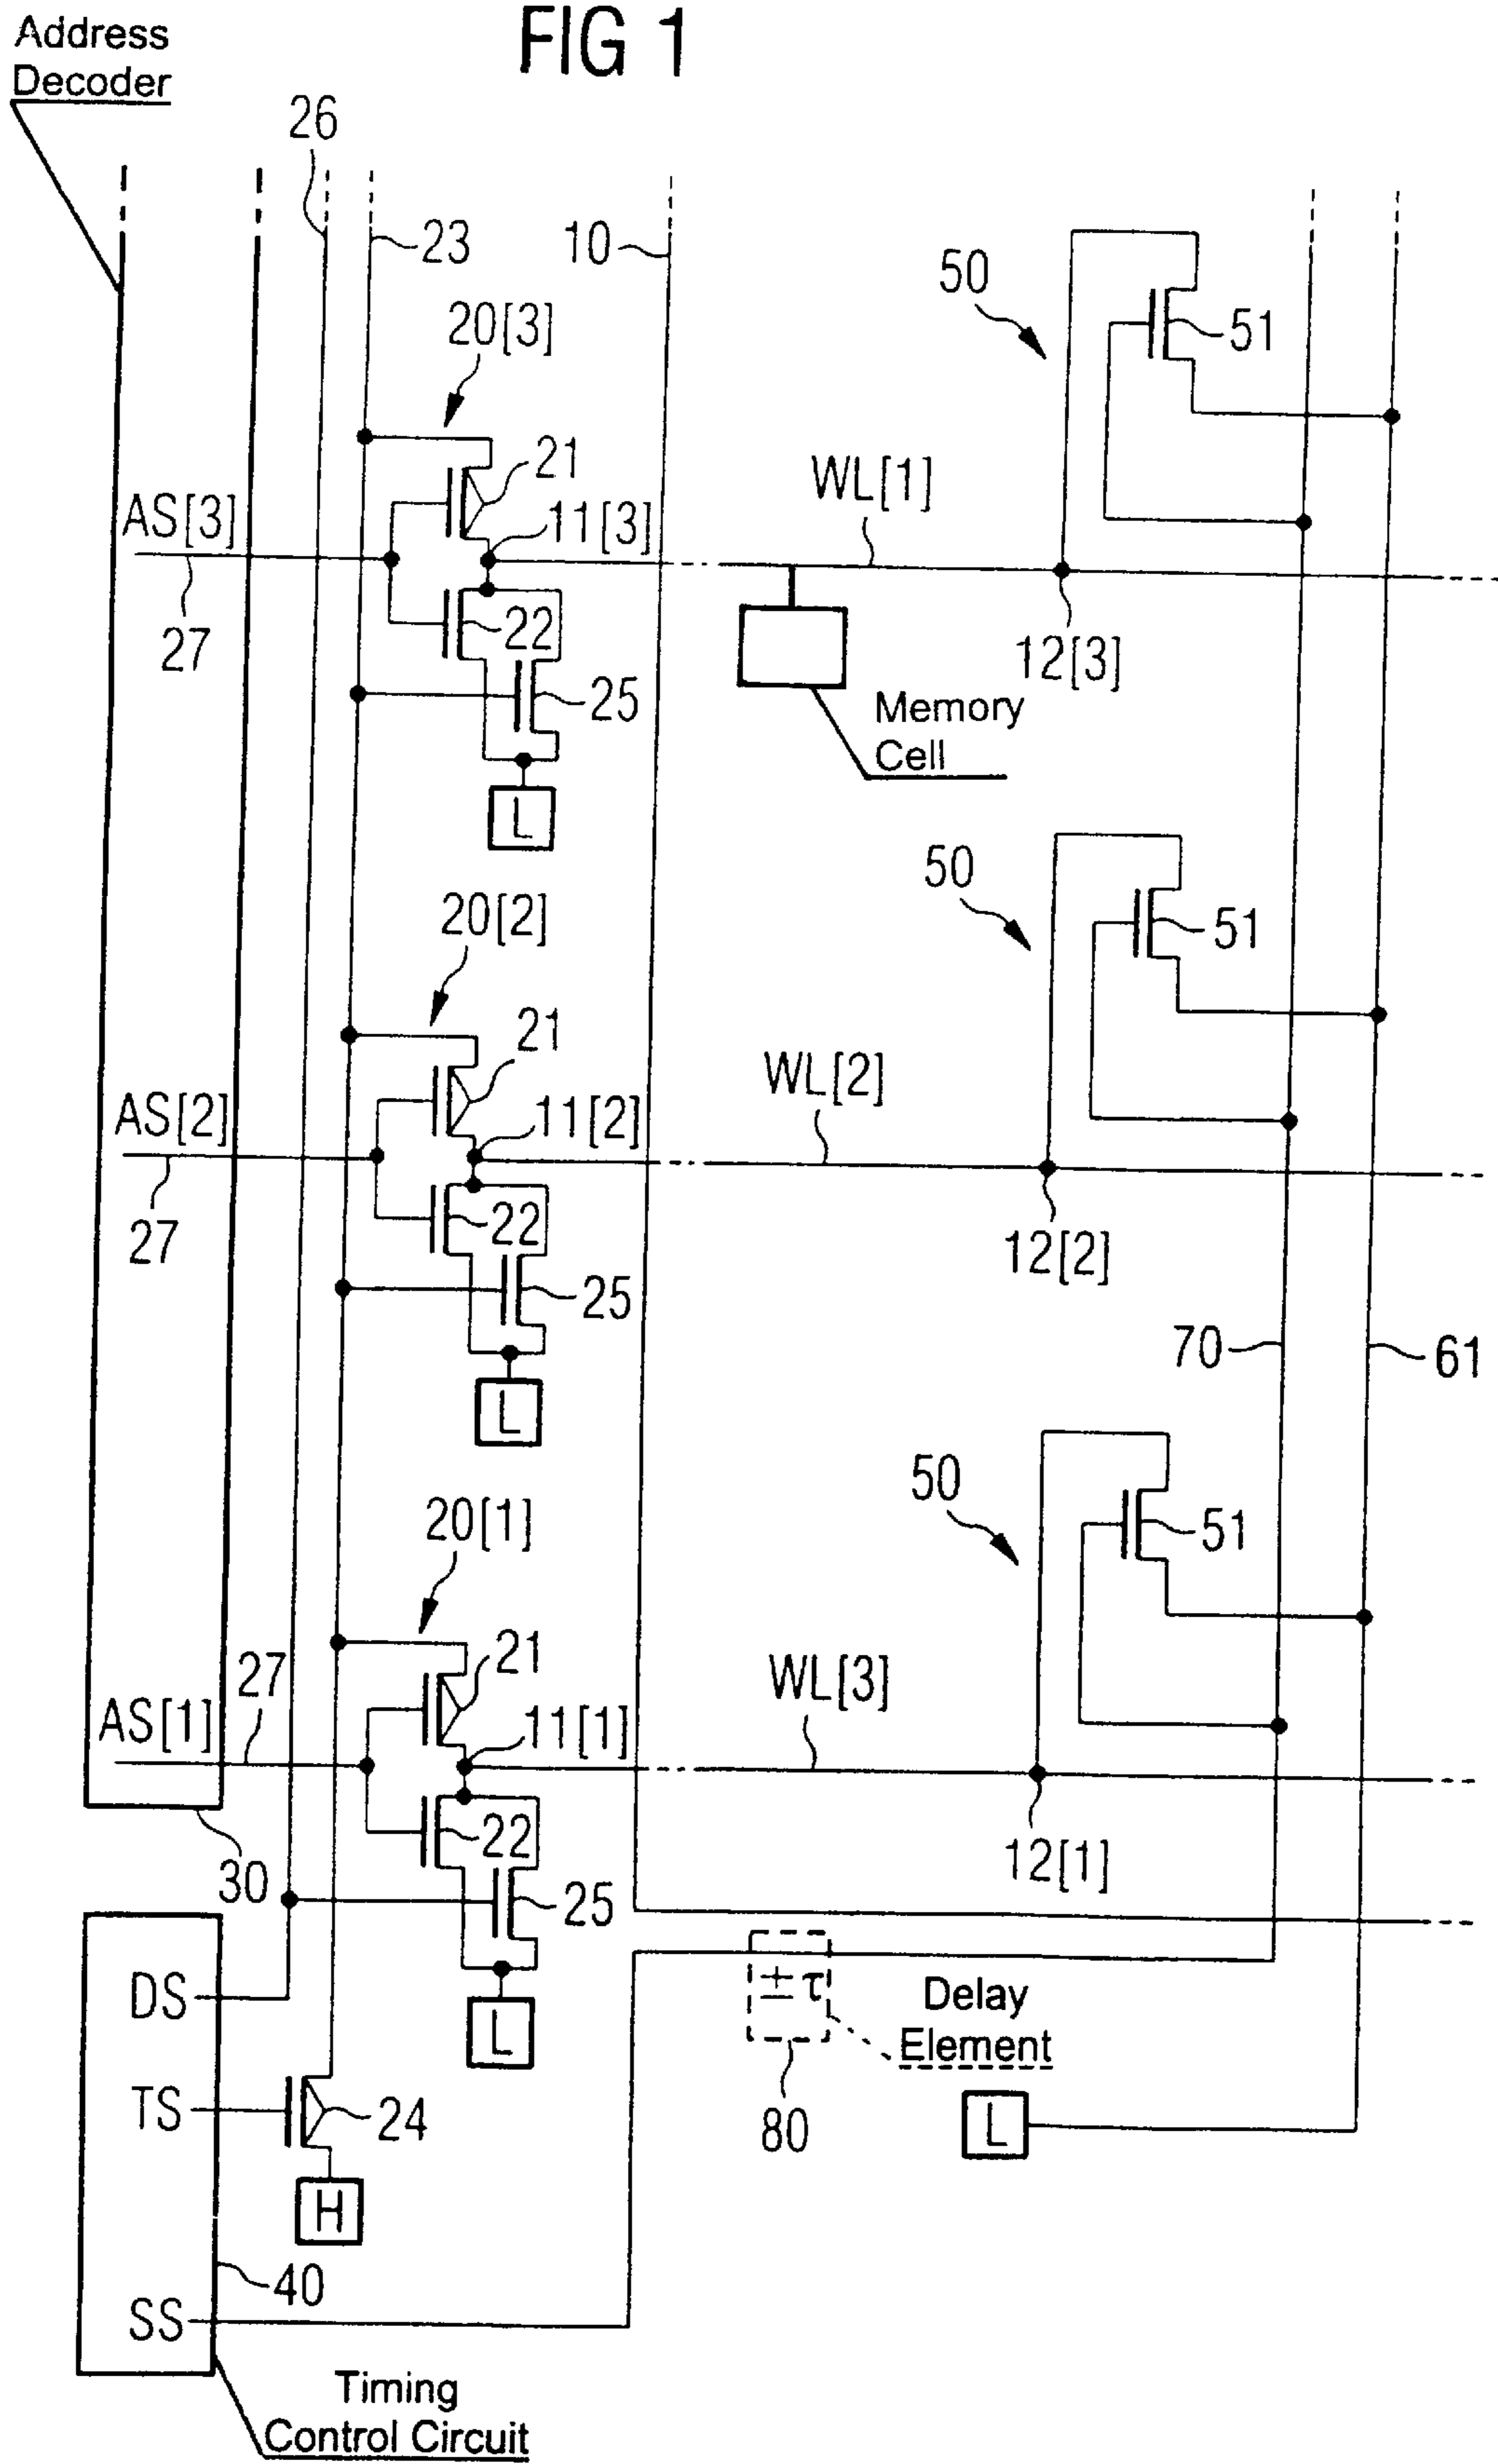 FIG 1
Address
Decoder
26
23
10
50
51
20[3]
21
AS[3]
11[3]
WL[1]
27
22
12[3]
25
Memory
Cell
L
50
51
20[2]
21
AS[2]
11[2]
WL[2]
27
22
12[2]
25
70
61
L
50
51
20[1]
21
27
AS[1]
11[1]
WL[3]
22
12[1]
30
25
DS
± τ
Delay
Element
L
TS
24
80
L
H
40
SS
Timing
Control Circuit